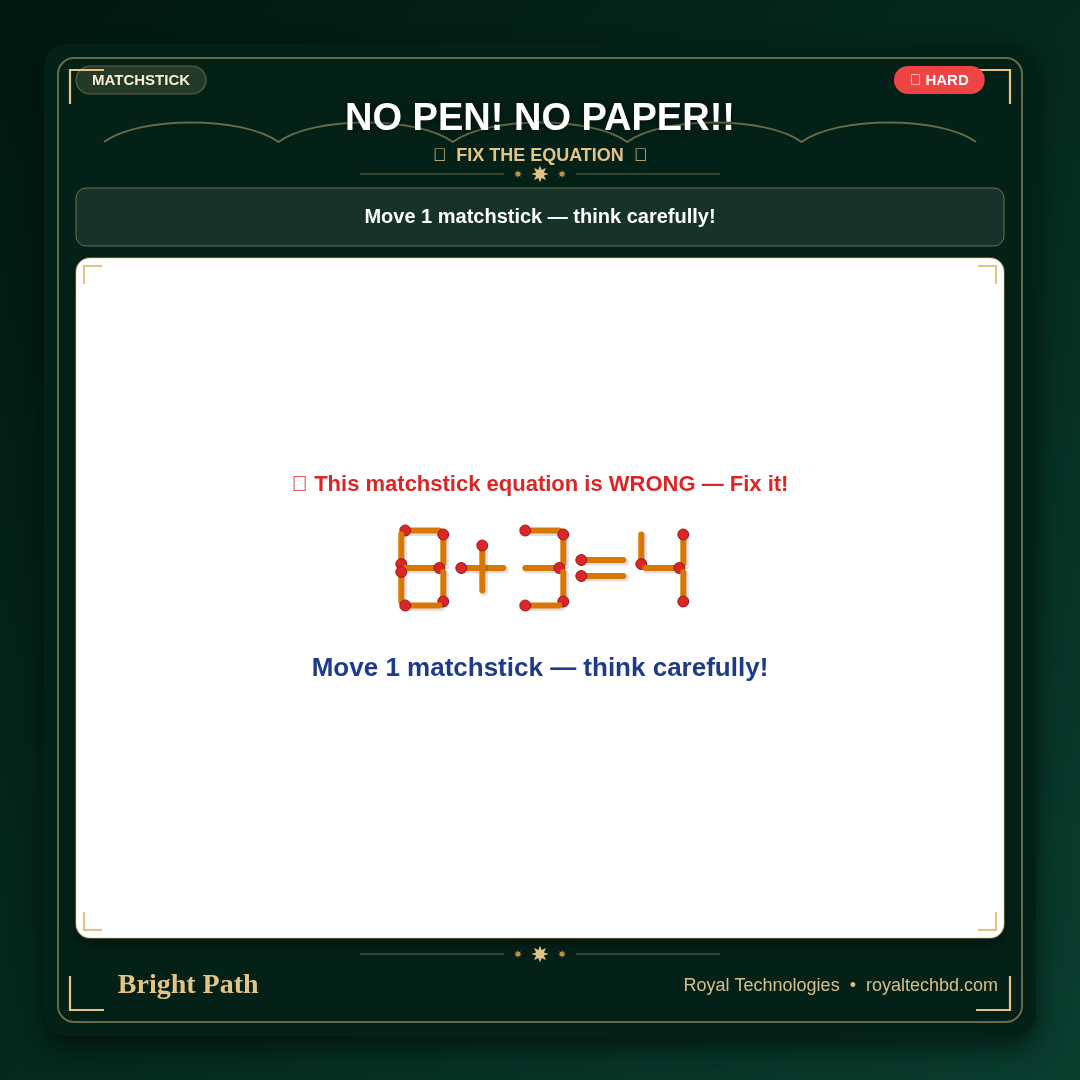 MATCHSTICK
HARD
NO PEN! NO PAPER!!
FIX THE EQUATION
Move 1 matchstick — think carefully!
This matchstick equation is WRONG — Fix it!
8+3=4
Move 1 matchstick — think carefully!
Bright Path
Royal Technologies • royaltechbd.com